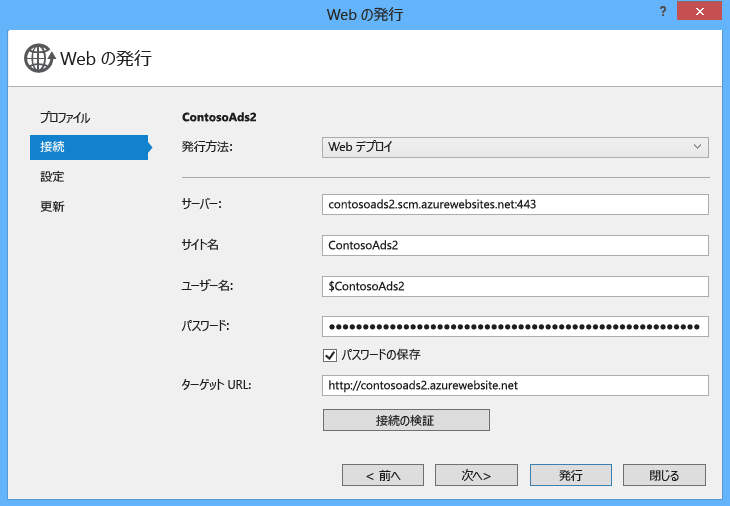 Web の発行
?
Web の発行
プロファイル
接続
設定
更新
ContosoAds2
発行方法:
Web デプロイ
サーバー:
contosoads2.scm.azurewebsites.net:443
サイト名
ContosoAds2
ユーザー名:
$ContosoAds2
パスワード:
パスワードの保存
ターゲット URL:
http://contosoads2.azurewebsite.net
接続の検証
< 前へ
次へ>
発行
閉じる